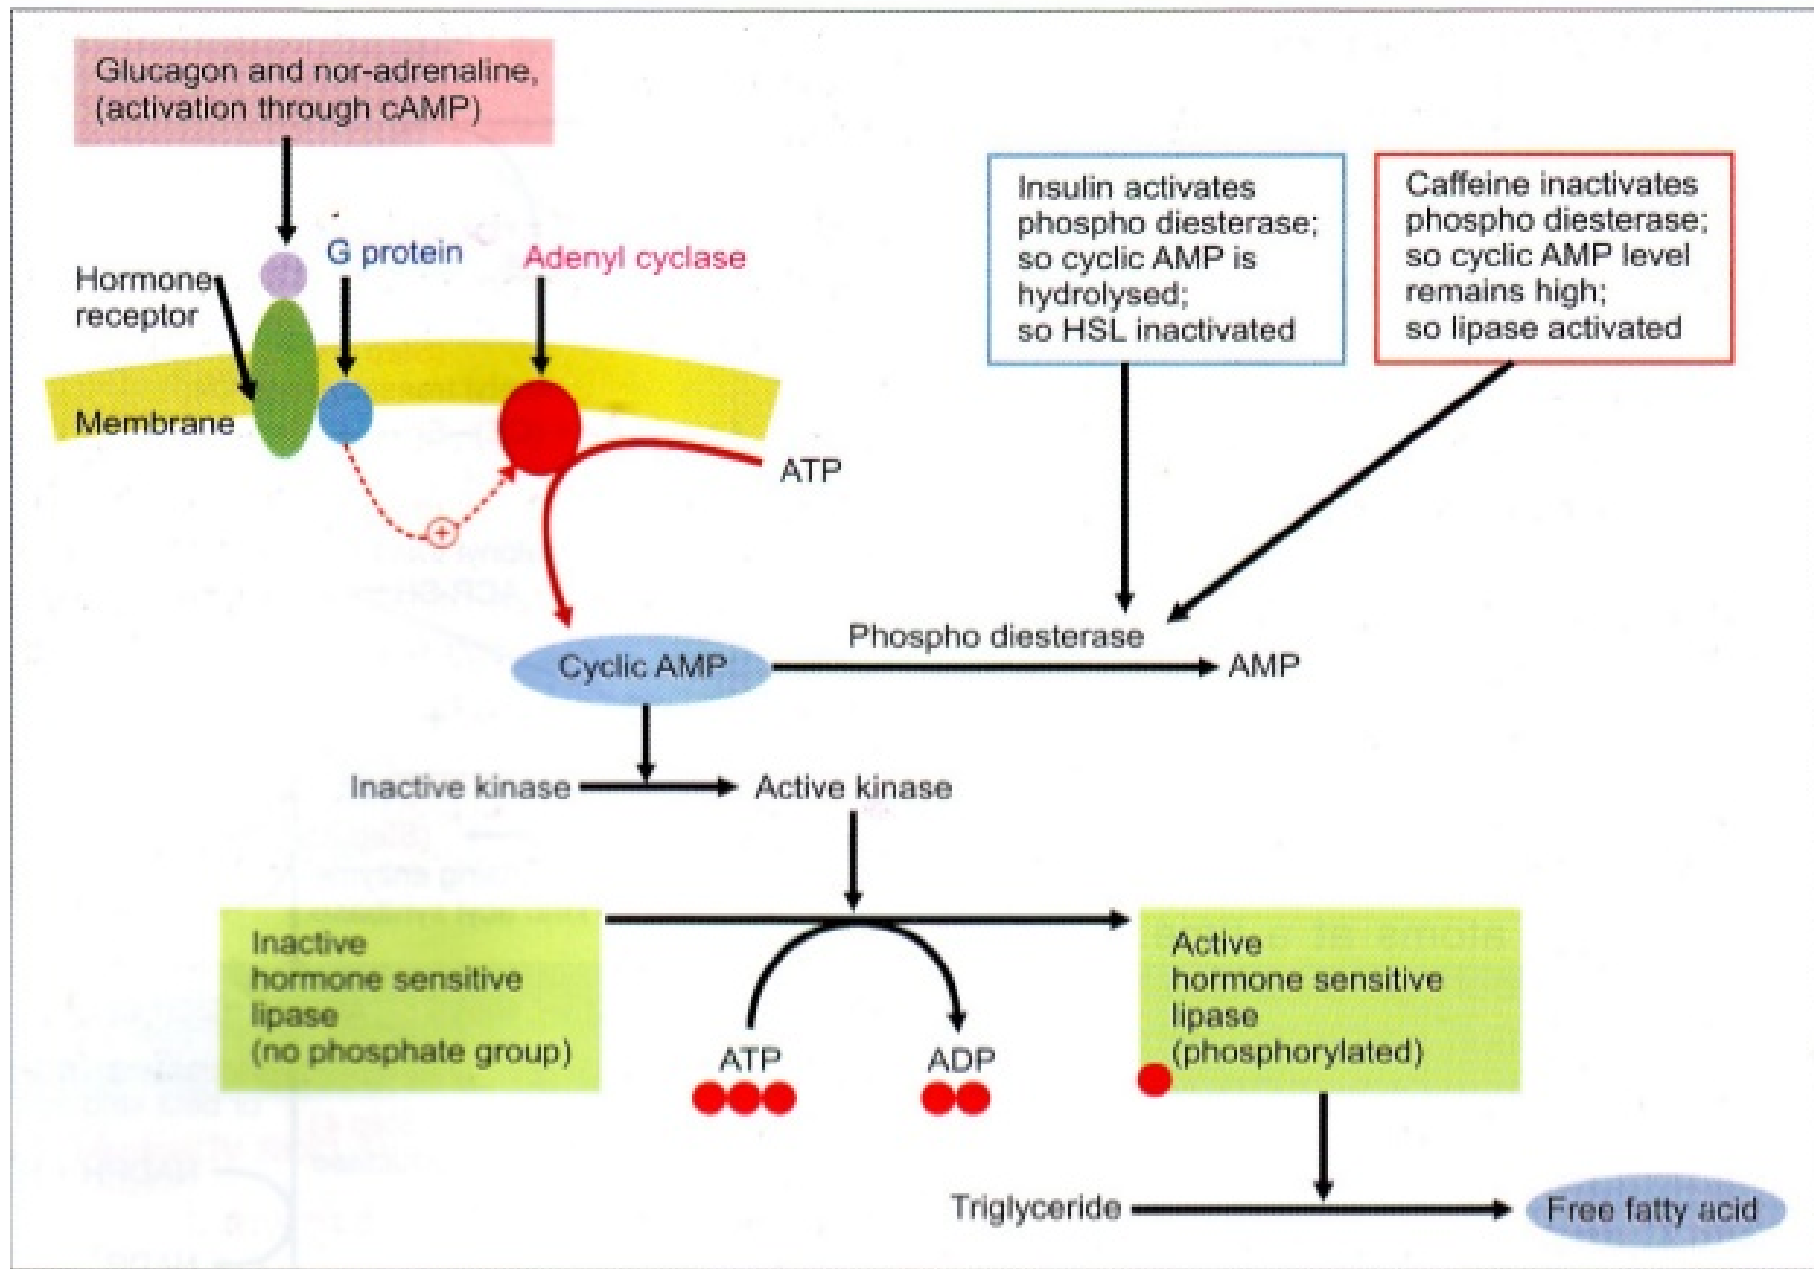 Glucagon and nor-adrenaline,
(activation through cAMP)
Insulin activates
phospho diesterase;
so cyclic AMP is
hydrolysed;
so HSL inactivated
Caffeine inactivates
phospho diesterase;
so cyclic AMP level
remains high;
so lipase activated
G protein
Adenyl cyclase
Hormone
receptor
Membrane
ATP
+
Phospho diesterase
Cyclic AMP
AMP
Inactive kinase
Active kinase
Inactive
hormone sensitive
lipase
(no phosphate group)
ATP
ADP
Active
hormone sensitive
lipase
(phosphorylated)
Triglyceride
Free fatty acid